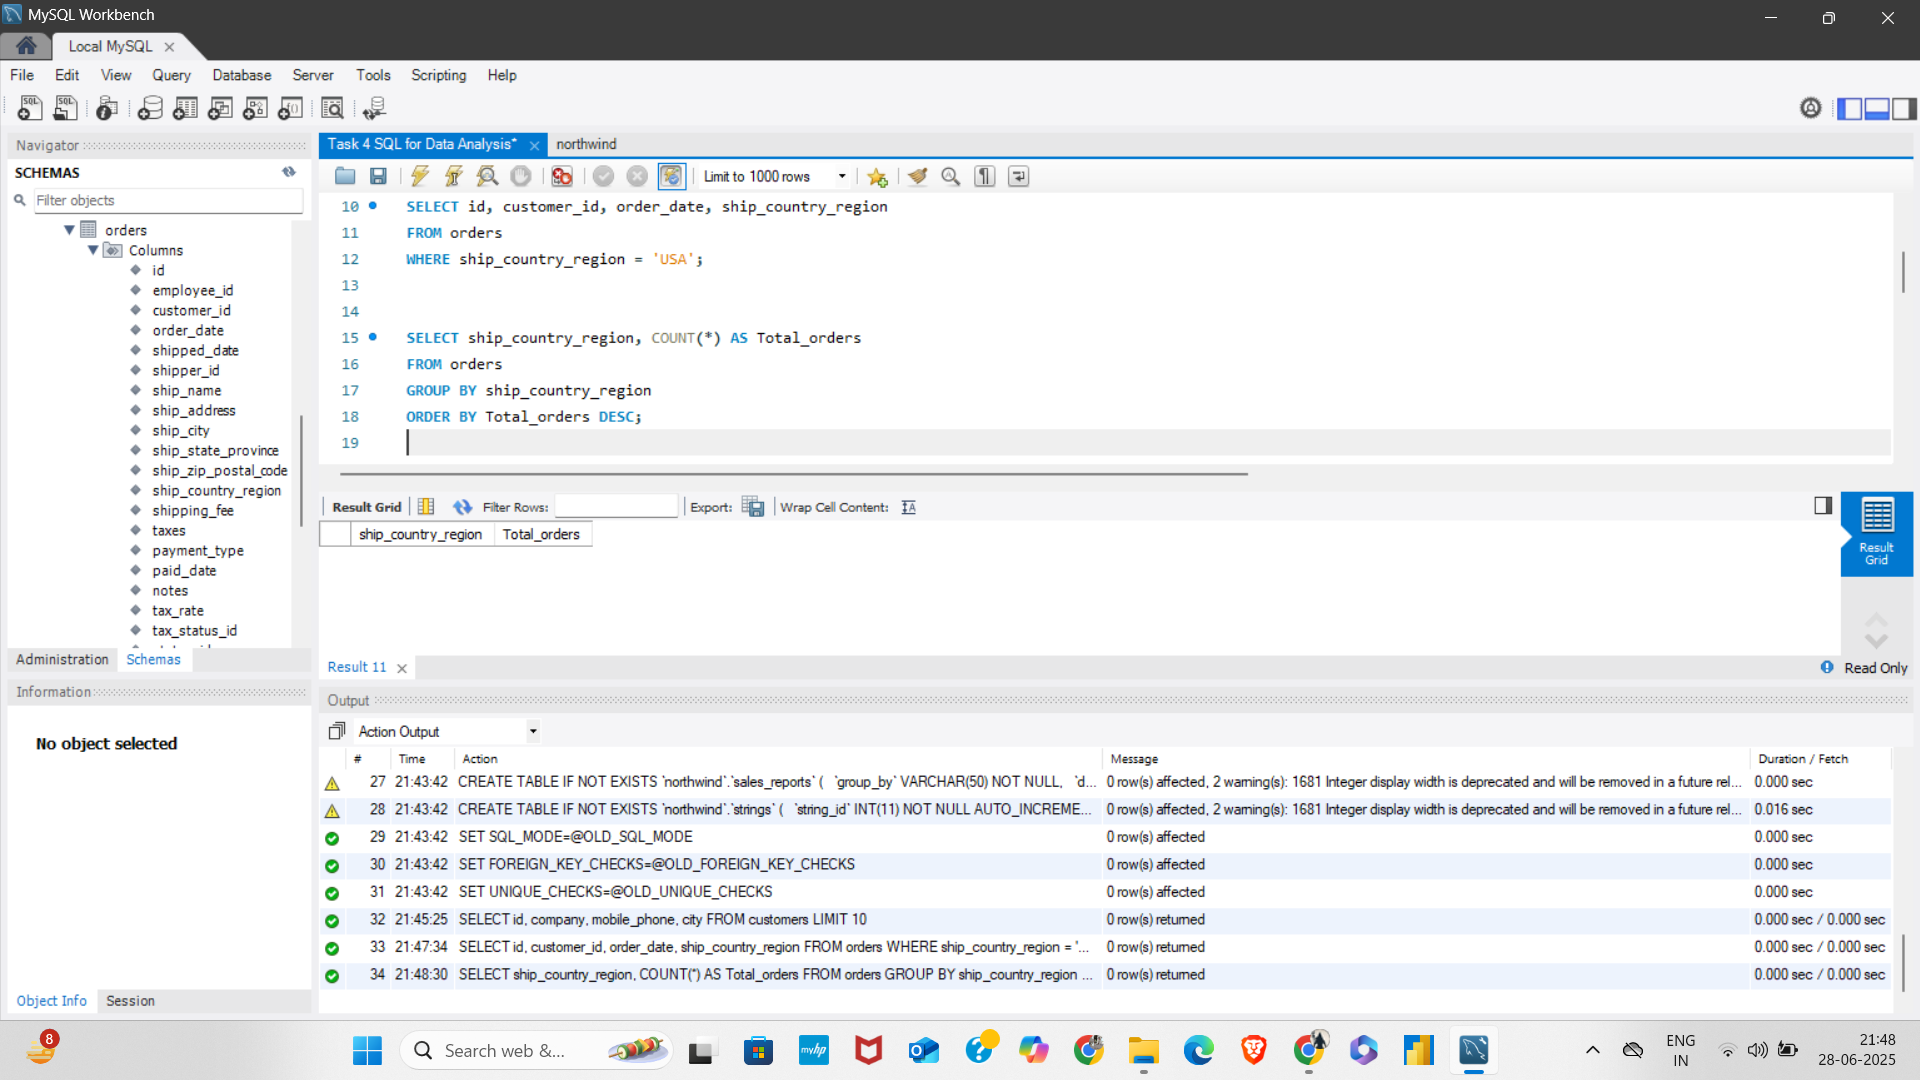 MySQL Workbench
Local MySQL
File Edit View Query Database Server Tools Scripting Help
Navigator
SCHEMAS
Filter objects
orders
Columns
id
employee_id
customer_id
order_date
shipped_date
shipper_id
ship_name
ship_address
ship_city
ship_state_province
ship_zip_postal_code
ship_country_region
shipping_fee
taxes
payment_type
paid_date
notes
tax_rate
tax_status_id
Administration Schemas
Information
No object selected
Object Info Session
Task 4 SQL for Data Analysis* northwind
Limit to 1000 rows
10 SELECT id, customer_id, order_date, ship_country_region
11 FROM orders
12 WHERE ship_country_region = 'USA';
13
14
15 SELECT ship_country_region, COUNT(*) AS Total_orders
16 FROM orders
17 GROUP BY ship_country_region
18 ORDER BY Total_orders DESC;
19
Result Grid Filter Rows: Export: Wrap Cell Content:
ship_country_region Total_orders
Result Grid
Result 11
Read Only
Output
Action Output
# Time Action Message Duration / Fetch
27 21:43:42 CREATE TABLE IF NOT EXISTS `northwind`.`sales_reports` ( `group_by` VARCHAR(50) NOT NULL, `d... 0 row(s) affected, 2 warning(s): 1681 Integer display width is deprecated and will be removed in a future rel... 0.000 sec
28 21:43:42 CREATE TABLE IF NOT EXISTS `northwind`.`strings` ( `string_id` INT(11) NOT NULL AUTO_INCREME... 0 row(s) affected, 2 warning(s): 1681 Integer display width is deprecated and will be removed in a future rel... 0.016 sec
29 21:43:42 SET SQL_MODE=@OLD_SQL_MODE 0 row(s) affected 0.000 sec
30 21:43:42 SET FOREIGN_KEY_CHECKS=@OLD_FOREIGN_KEY_CHECKS 0 row(s) affected 0.000 sec
31 21:43:42 SET UNIQUE_CHECKS=@OLD_UNIQUE_CHECKS 0 row(s) affected 0.000 sec
32 21:45:25 SELECT id, company, mobile_phone, city FROM customers LIMIT 10 0 row(s) returned 0.000 sec / 0.000 sec
33 21:47:34 SELECT id, customer_id, order_date, ship_country_region FROM orders WHERE ship_country_region = '... 0 row(s) returned 0.000 sec / 0.000 sec
34 21:48:30 SELECT ship_country_region, COUNT(*) AS Total_orders FROM orders GROUP BY ship_country_region ... 0 row(s) returned 0.000 sec / 0.000 sec
8
Search web &...
myhp
ENG
IN
21:48
28-06-2025